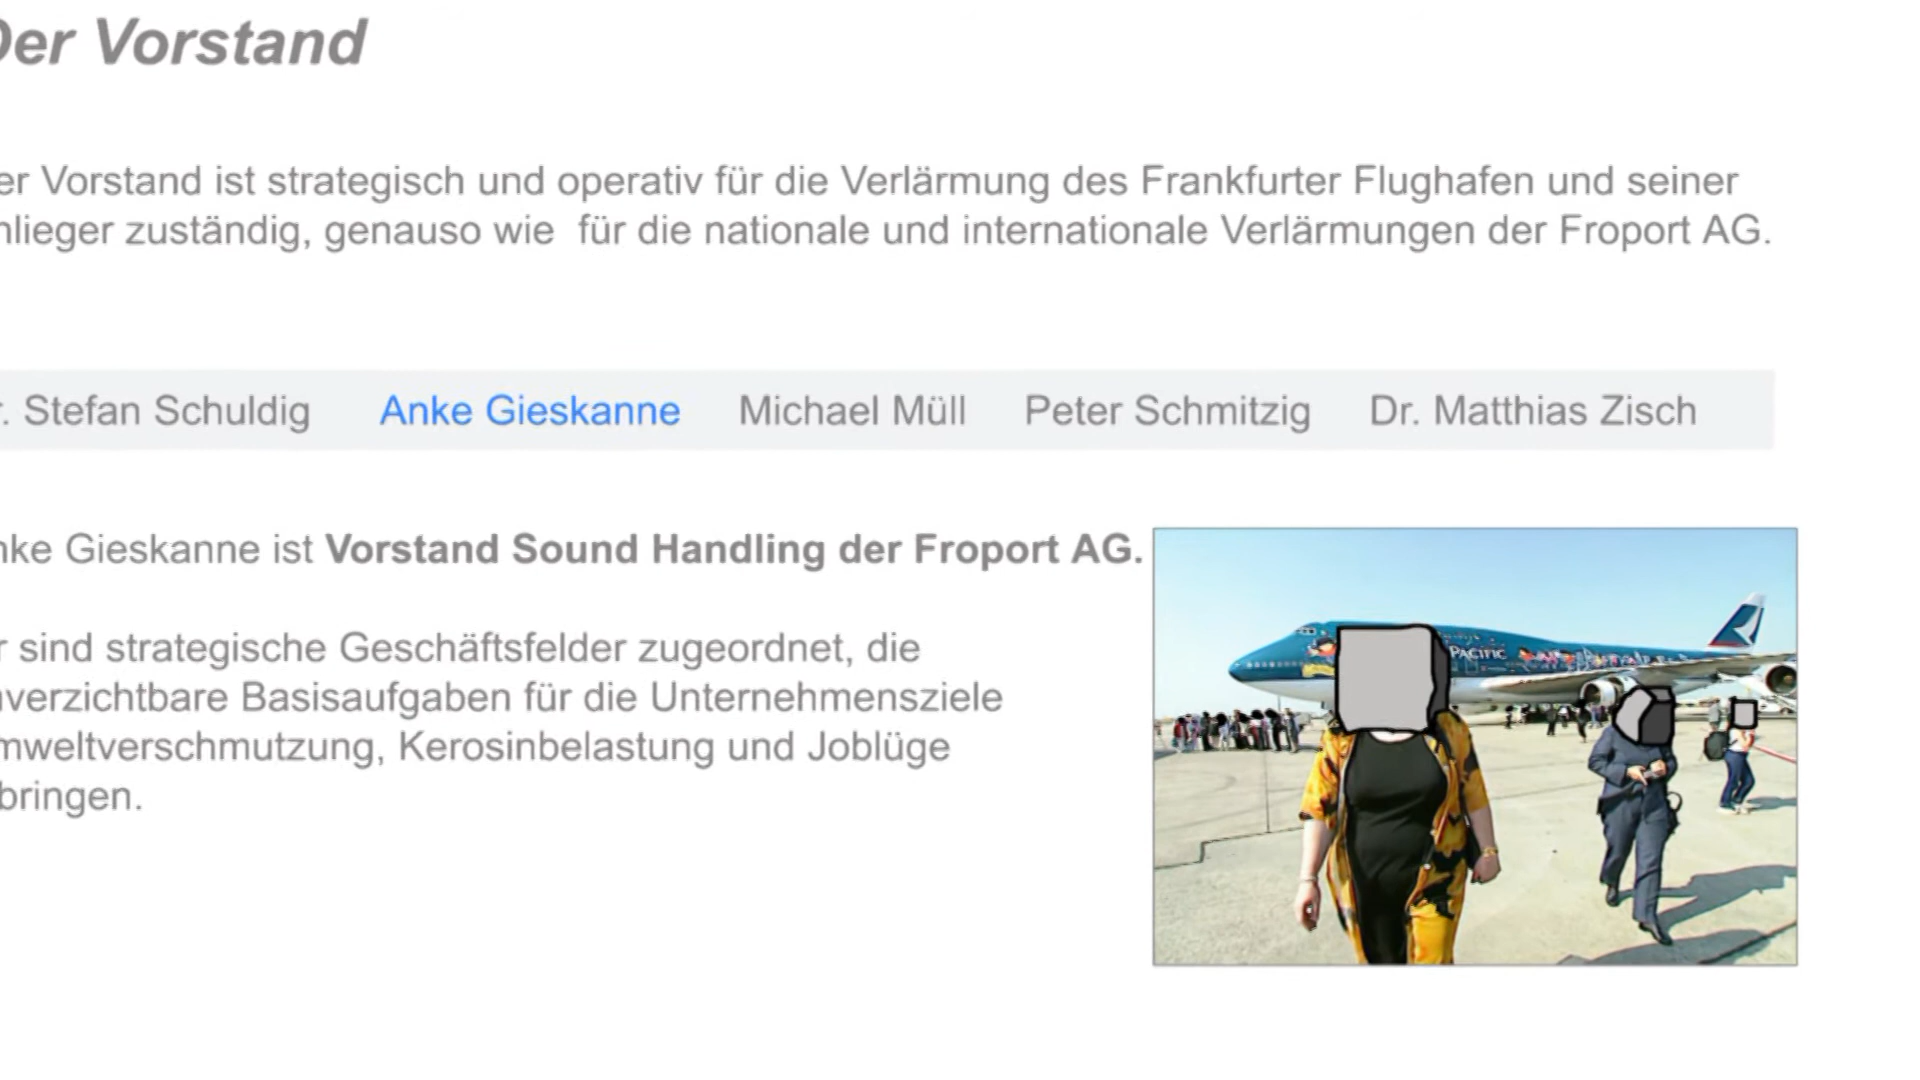 Der Vorstand
er Vorstand ist strategisch und operativ für die Verlärmung des Frankfurter Flughafen und seiner
nlieger zuständig, genauso wie für die nationale und internationale Verlärmungen der Froport AG.
r. Stefan Schuldig Anke Gieskanne Michael Müll Peter Schmitzig Dr. Matthias Zisch
nke Gieskanne ist Vorstand Sound Handling der Froport AG.
r sind strategische Geschäftsfelder zugeordnet, die
nverzichtbare Basisaufgaben für die Unternehmensziele
mweltverschmutzung, Kerosinbelastung und Joblüge
bringen.
PACIFIC